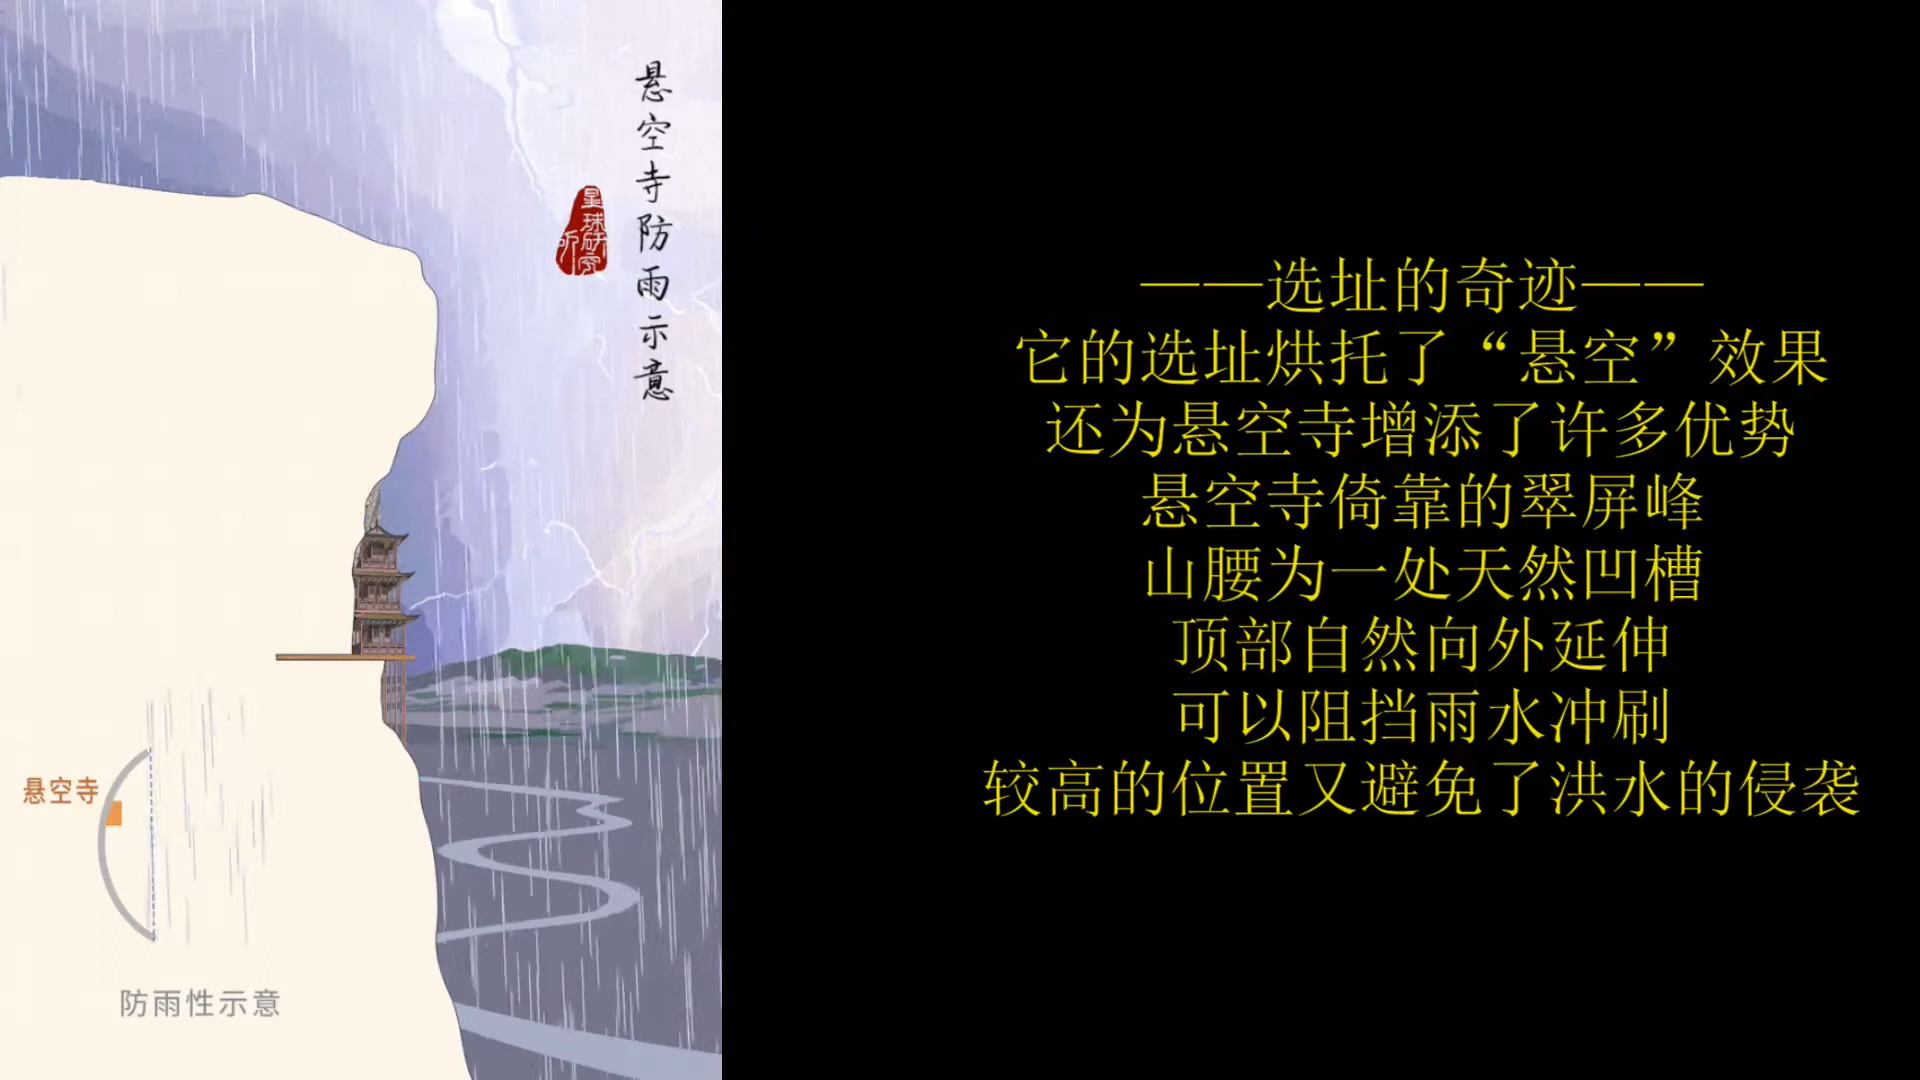 悬空寺防雨示意
星球研究所
悬空寺
防雨性示意
——选址的奇迹——
它的选址烘托了“悬空”效果
还为悬空寺增添了许多优势
悬空寺倚靠的翠屏峰
山腰为一处天然凹槽
顶部自然向外延伸
可以阻挡雨水冲刷
较高的位置又避免了洪水的侵袭